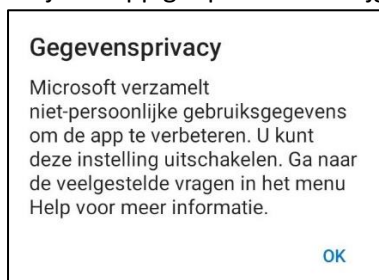 Gegevensprivacy
Microsoft verzamelt
niet-persoonlijke gebruiksgegevens
om de app te verbeteren. U kunt
deze instelling uitschakelen. Ga naar
de veelgestelde vragen in het menu
Help voor meer informatie.
OK